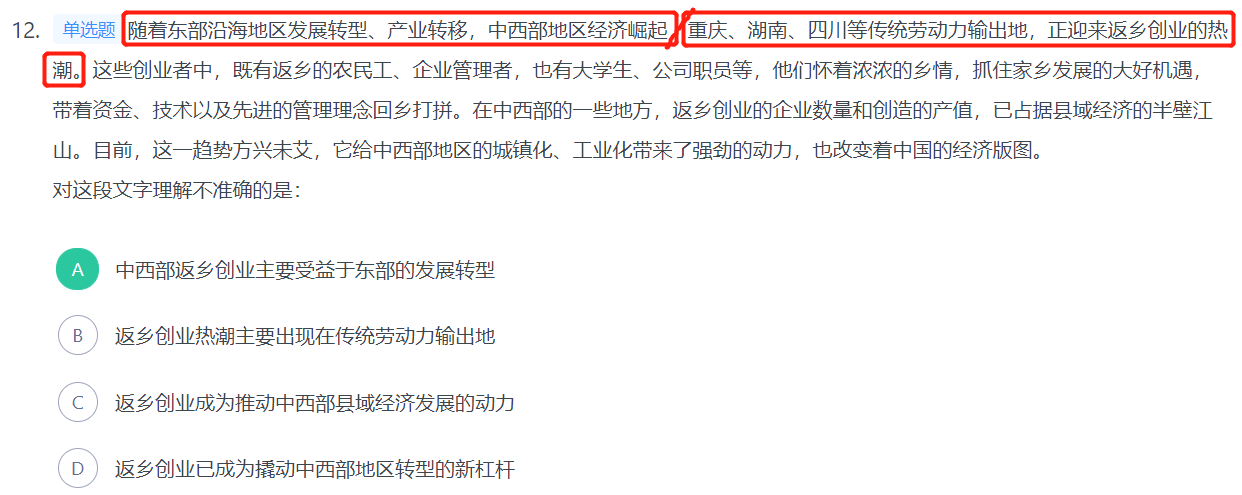 12. 单选题 随着东部沿海地区发展转型、产业转移，中西部地区经济崛起，重庆、湖南、四川等传统劳动力输出地，正迎来返乡创业的热
潮。这些创业者中，既有返乡的农民工、企业管理者，也有大学生、公司职员等，他们怀着浓浓的乡情，抓住家乡发展的大好机遇，
带着资金、技术以及先进的管理理念回乡打拼。在中西部的一些地方，返乡创业的企业数量和创造的产值，已占据县域经济的半壁江
山。目前，这一趋势方兴未艾，它给中西部地区的城镇化、工业化带来了强劲的动力，也改变着中国的经济版图。
对这段文字理解不准确的是：
A 中西部返乡创业主要受益于东部的发展转型
B 返乡创业热潮主要出现在传统劳动力输出地
C 返乡创业成为推动中西部县域经济发展的动力
D 返乡创业已成为撬动中西部地区转型的新杠杆